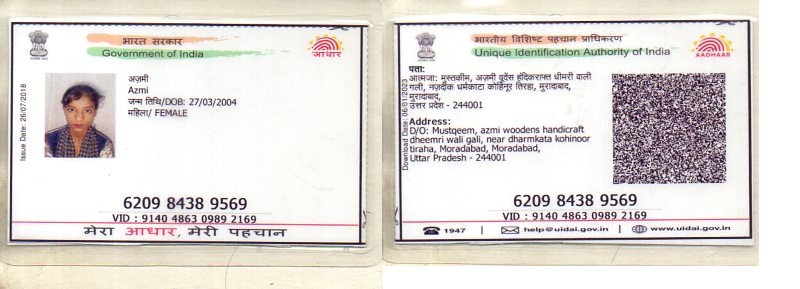 भारत सरकार
Government of India
आधार
Issue Date: 26/07/2018
अज़मी
Azmi
जन्म तिथि/DOB: 27/03/2004
महिला/ FEMALE
6209 8438 9569
VID : 9140 4863 0989 2169
मेरा आधार, मेरी पहचान
भारतीय विशिष्ट पहचान प्राधिकरण
Unique Identification Authority of India
AADHAAR
Download Date: 06/01/2023
पता:
आत्मजा: मुस्तकीम, अज़मी वूडेंस हंदिकराफ्त धीमरी वाली
गली, नज़दीक धर्मकाटा कोहिनूर तिरहा, मुरादाबाद,
मुरादाबाद,
उत्तर प्रदेश - 244001
Address:
D/O: Mustqeem, azmi woodens handicraft
dheemri wali gali, near dharmkata kohinoor
tiraha, Moradabad, Moradabad,
Uttar Pradesh - 244001
6209 8438 9569
VID : 9140 4863 0989 2169
1947 | help@uidai.gov.in | www.uidai.gov.in